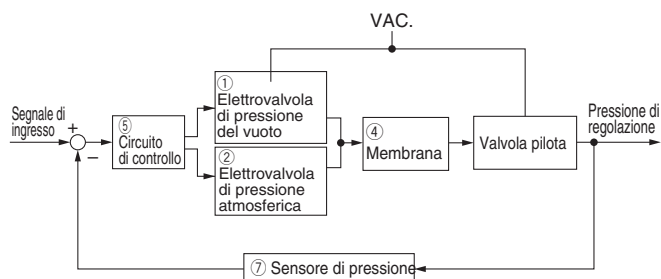 VAC.
Segnale di
ingresso
+
−
⑤
Circuito
di controllo
①
Elettrovalvola
di pressione
del vuoto
②
Elettrovalvola
di pressione
atmosferica
④
Membrana
Valvola pilota
Pressione di
regolazione
⑦ Sensore di pressione